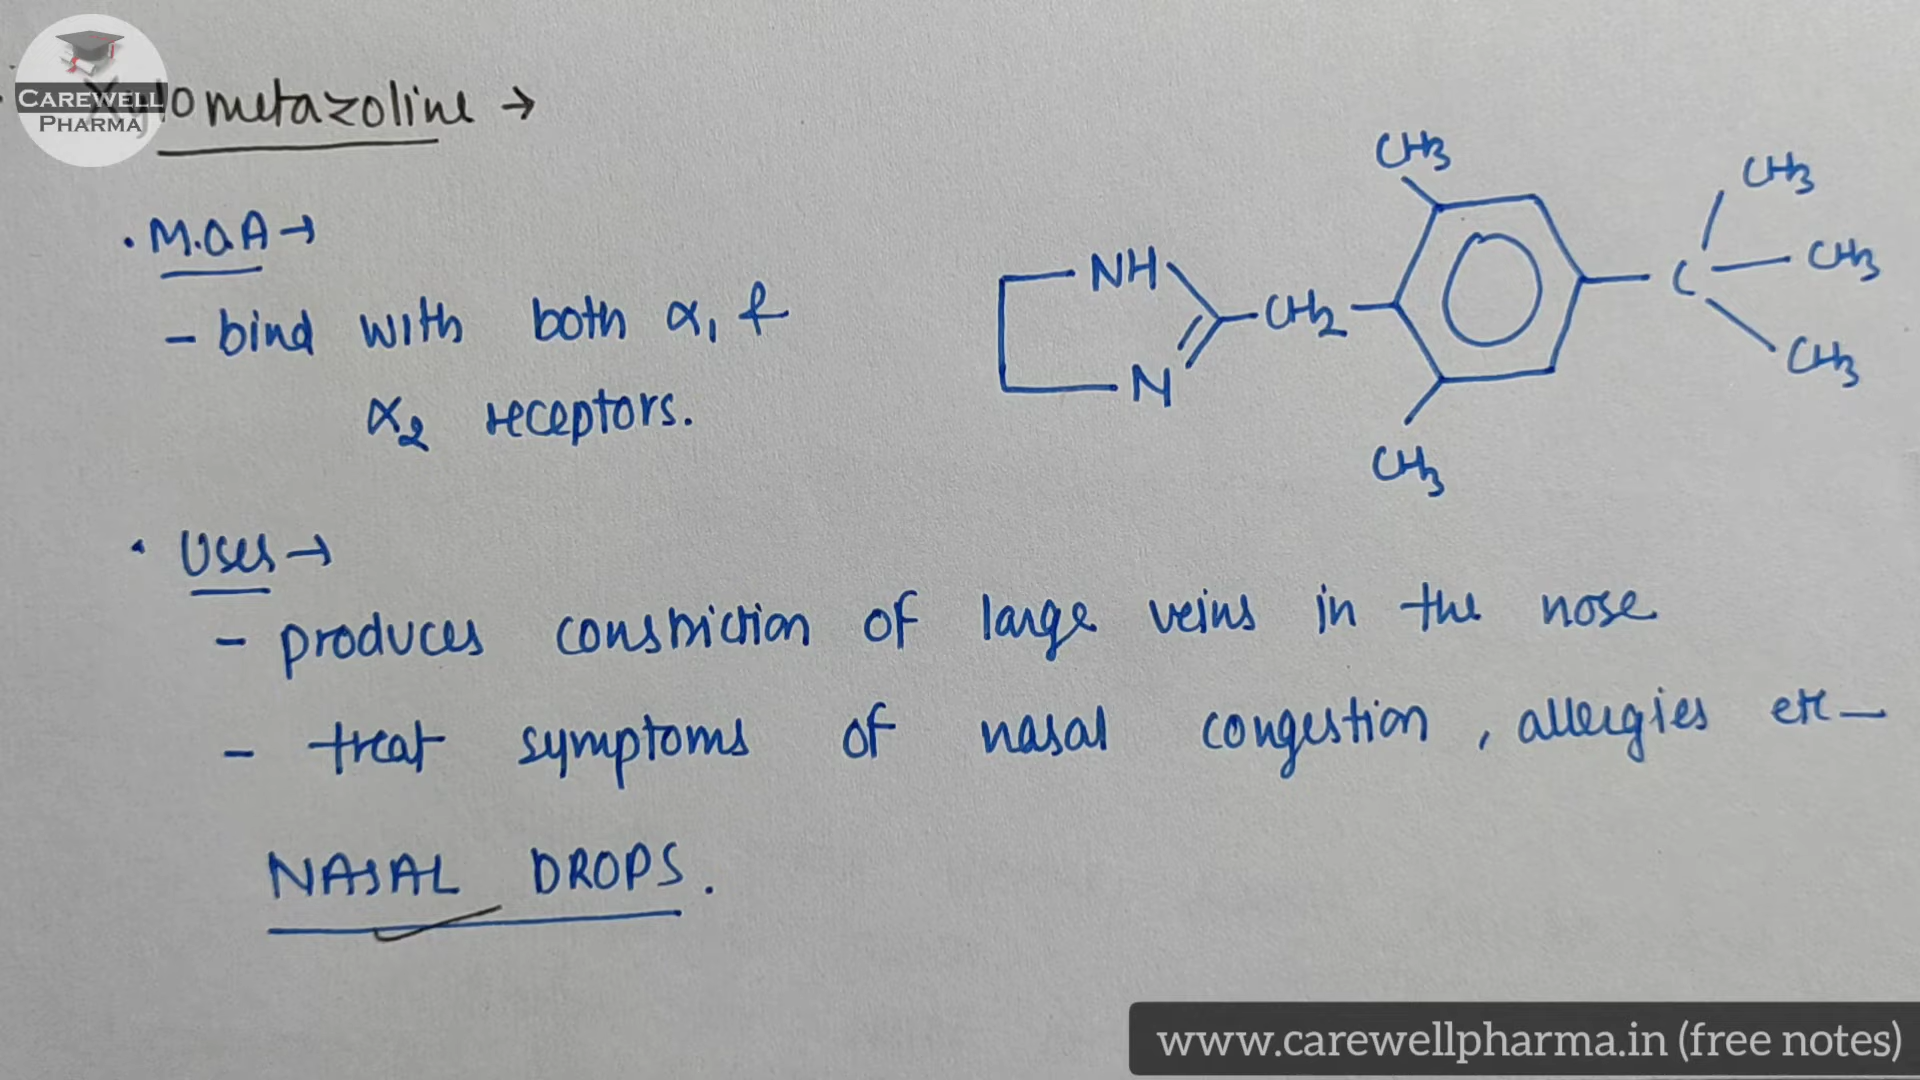 CAREWELL
PHARMA
Xylometazoline →
• M.O.A →
- bind with both α1 &
α2 receptors.
CH3
CH3
NH
CH2
C
CH3
N
CH3
CH3
• Uses →
- produces constriction of large veins in the nose
- treat symptoms of nasal congestion, allergies etc —
NASAL DROPS.
www.carewellpharma.in (free notes)